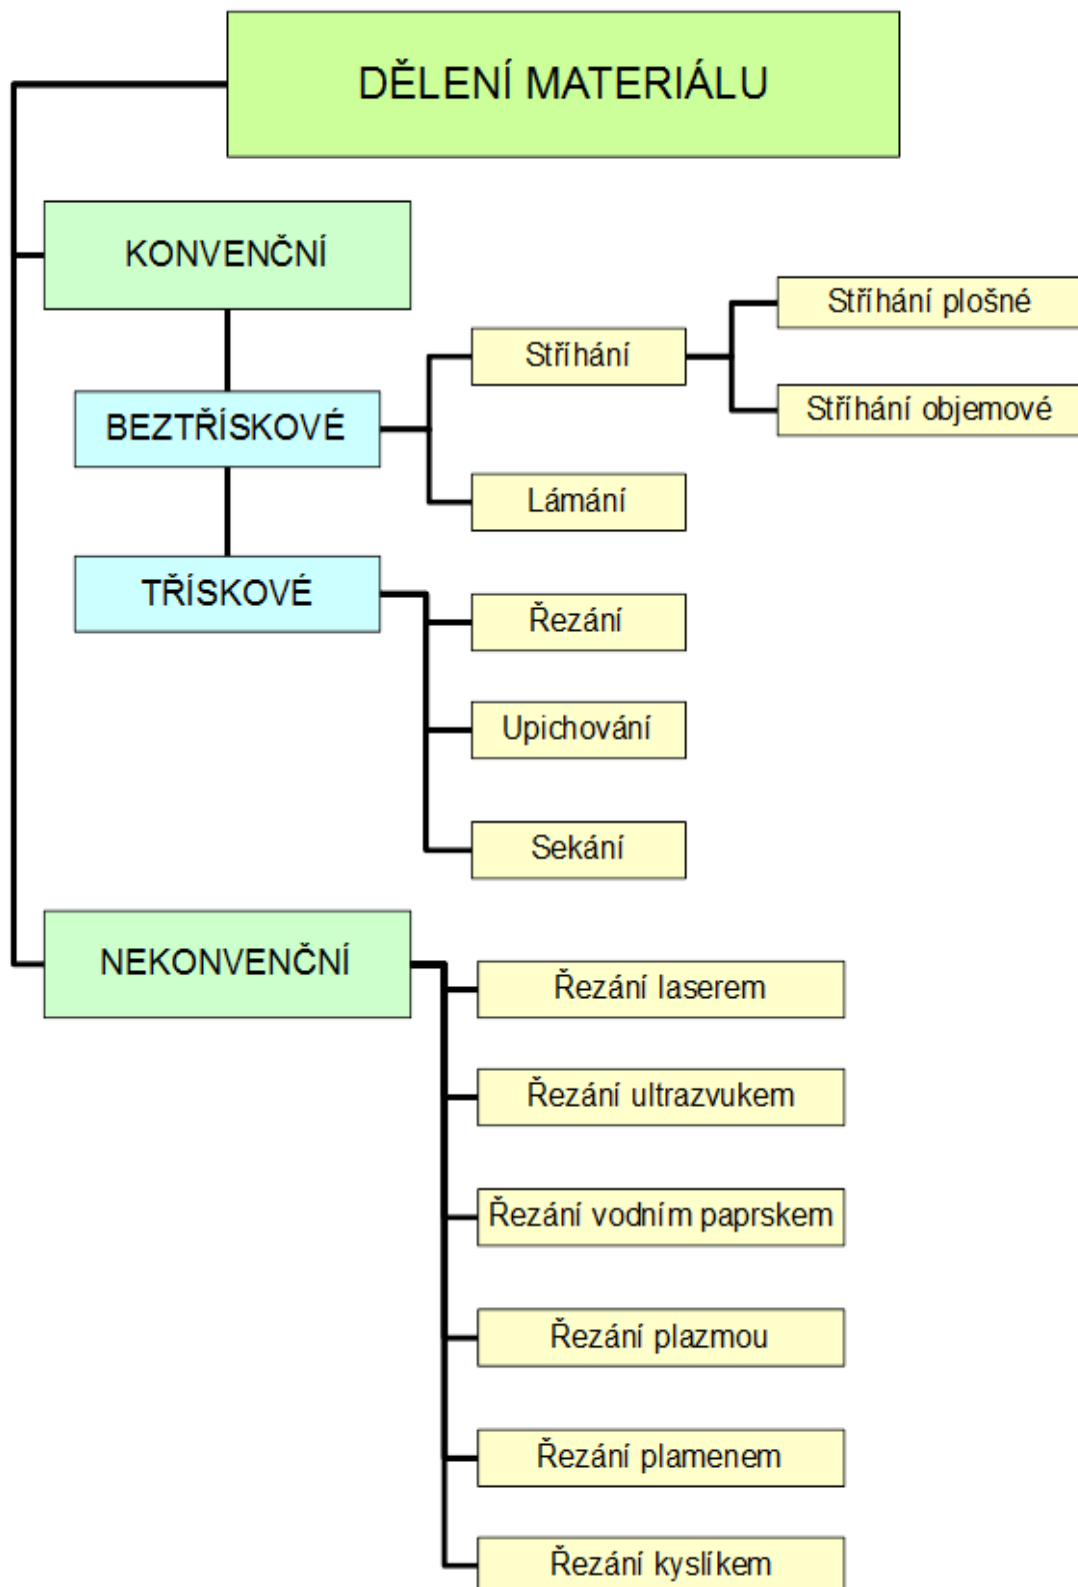 DĚLENÍ MATERIÁLU
KONVENČNÍ
BEZTŘÍSKOVÉ
Stříhání
Stříhání plošné
Stříhání objemové
Lámání
TŘÍSKOVÉ
Řezání
Upichování
Sekání
NEKONVENČNÍ
Řezání laserem
Řezání ultrazvukem
Řezání vodním paprskem
Řezání plazmou
Řezání plamenem
Řezání kyslíkem